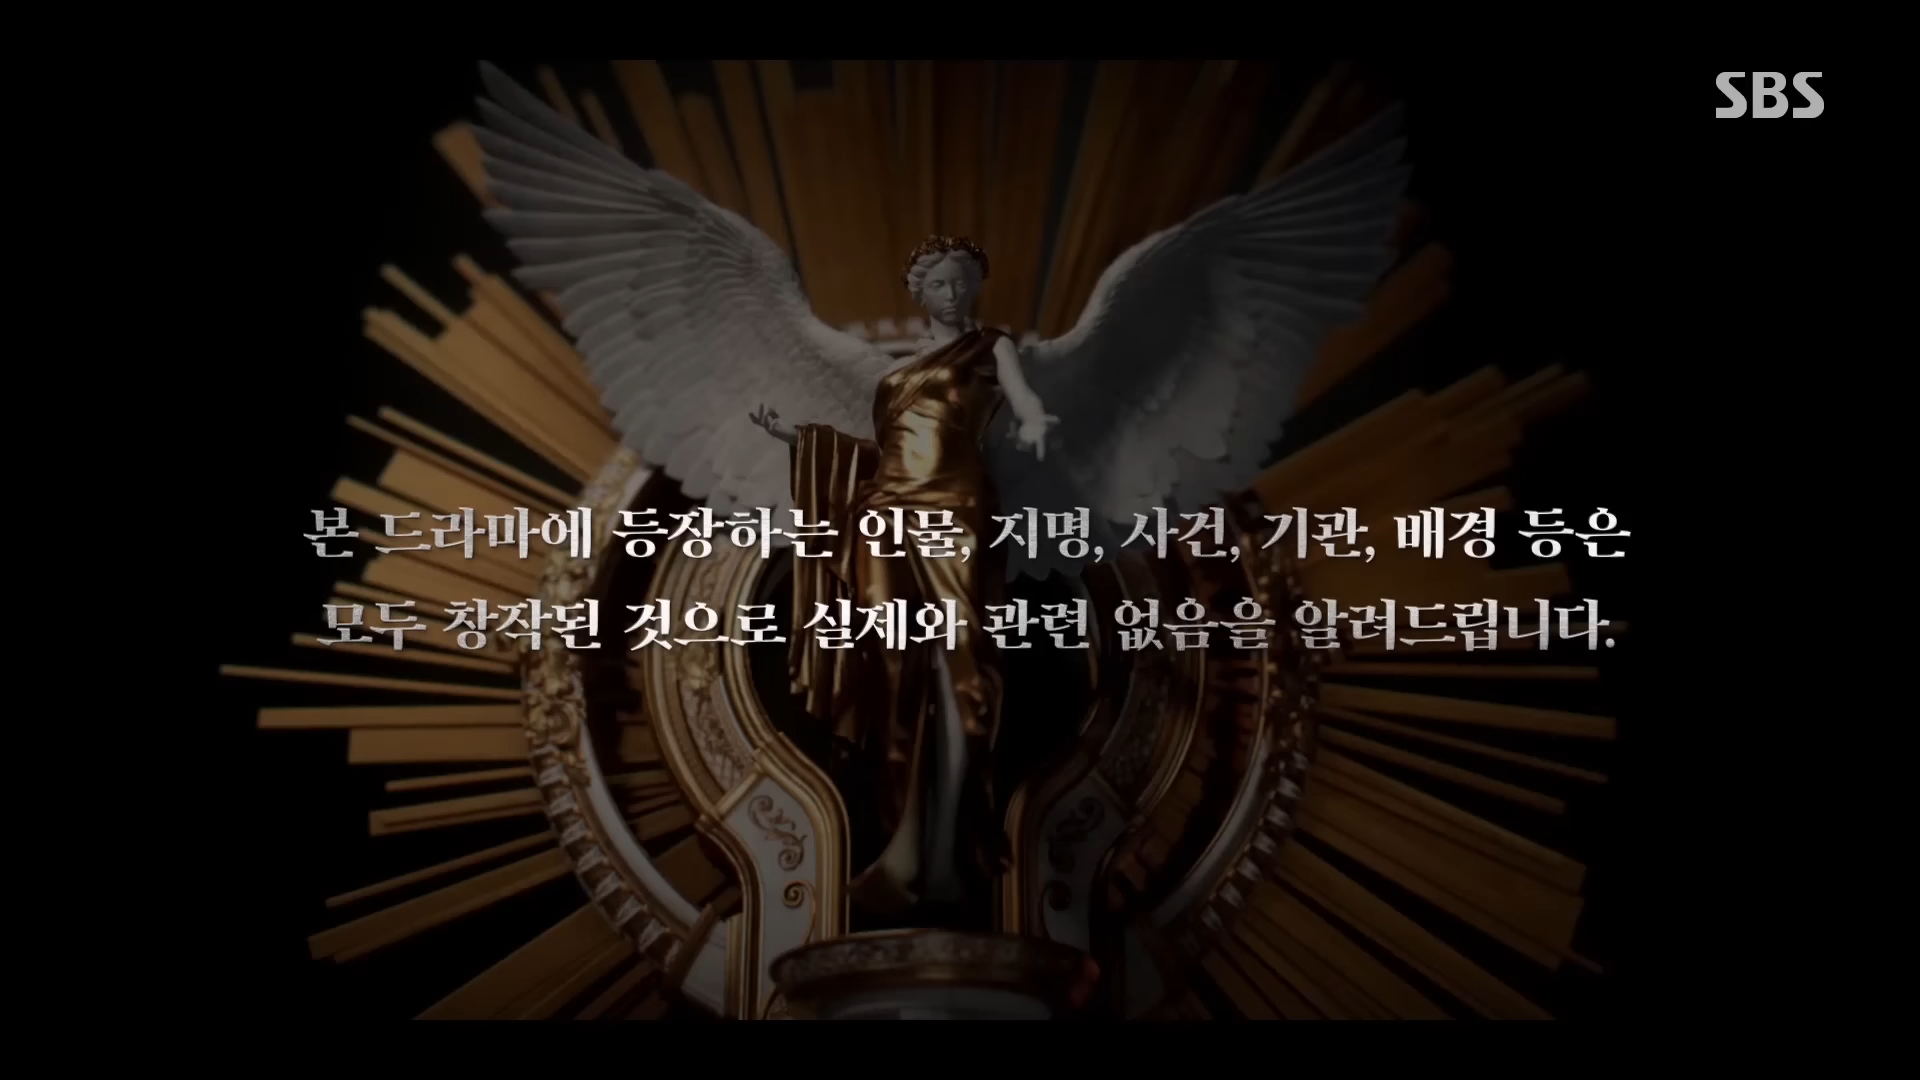 SBS
본 드라마에 등장하는 인물, 지명, 사건, 기관, 배경 등은
모두 창작된 것으로 실제와 관련 없음을 알려드립니다.